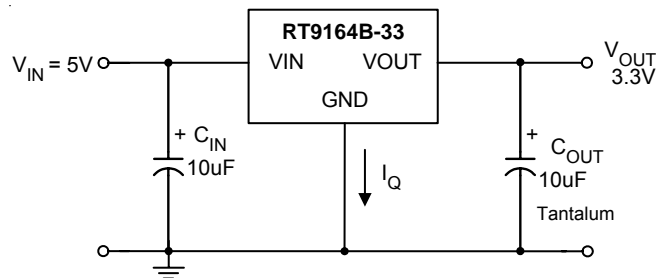 RT9164B-33
VIN VOUT
GND
VIN = 5V
VOUT
3.3V
+ CIN
10uF
IQ
+
COUT
10uF
Tantalum